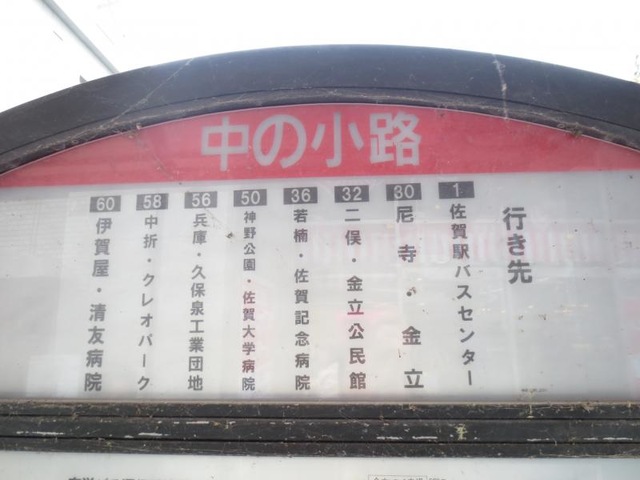 中の小路
行き先
1 佐賀駅バスセンター
30 尼寺・金立
32 二俣・金立公民館
36 若楠・佐賀記念病院
50 神野公園・佐賀大学病院
56 兵庫・久保泉工業団地
58 中折・クレオパーク
60 伊賀屋・清友病院